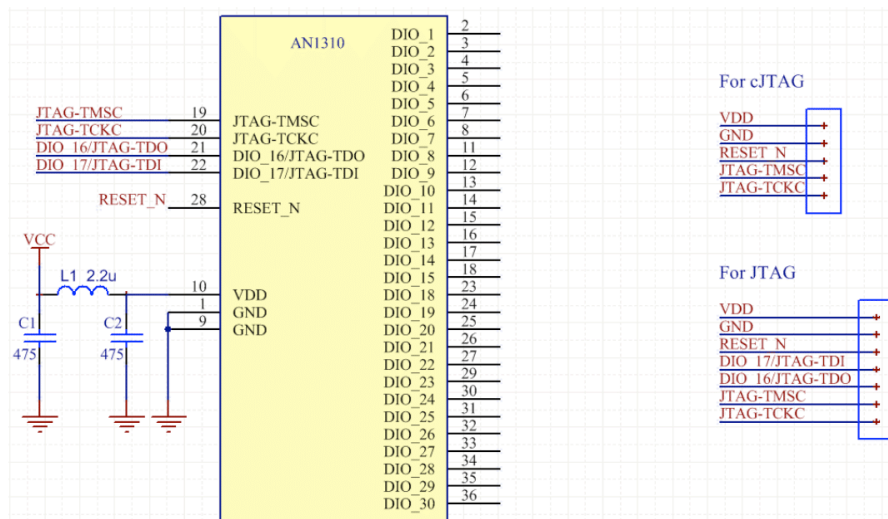 AN1310
JTAG-TMSC 19 JTAG-TMSC
JTAG-TCKC 20 JTAG-TCKC
DIO_16/JTAG-TDO 21 DIO_16/JTAG-TDO
DIO_17/JTAG-TDI 22 DIO_17/JTAG-TDI
RESET_N 28 RESET_N
VCC
L1 2.2u
10 VDD
1 GND
9 GND
C1
475
C2
475
DIO_1 2
DIO_2 3
DIO_3 4
DIO_4 5
DIO_5 6
DIO_6 7
DIO_7 8
DIO_8 11
DIO_9 12
DIO_10 13
DIO_11 14
DIO_12 15
DIO_13 16
DIO_14 17
DIO_15 18
DIO_18 23
DIO_19 24
DIO_20 25
DIO_21 26
DIO_22 27
DIO_23 29
DIO_24 30
DIO_25 31
DIO_26 32
DIO_27 33
DIO_28 34
DIO_29 35
DIO_30 36
For cJTAG
VDD
GND
RESET_N
JTAG-TMSC
JTAG-TCKC
For JTAG
VDD
GND
RESET_N
DIO_17/JTAG-TDI
DIO_16/JTAG-TDO
JTAG-TMSC
JTAG-TCKC